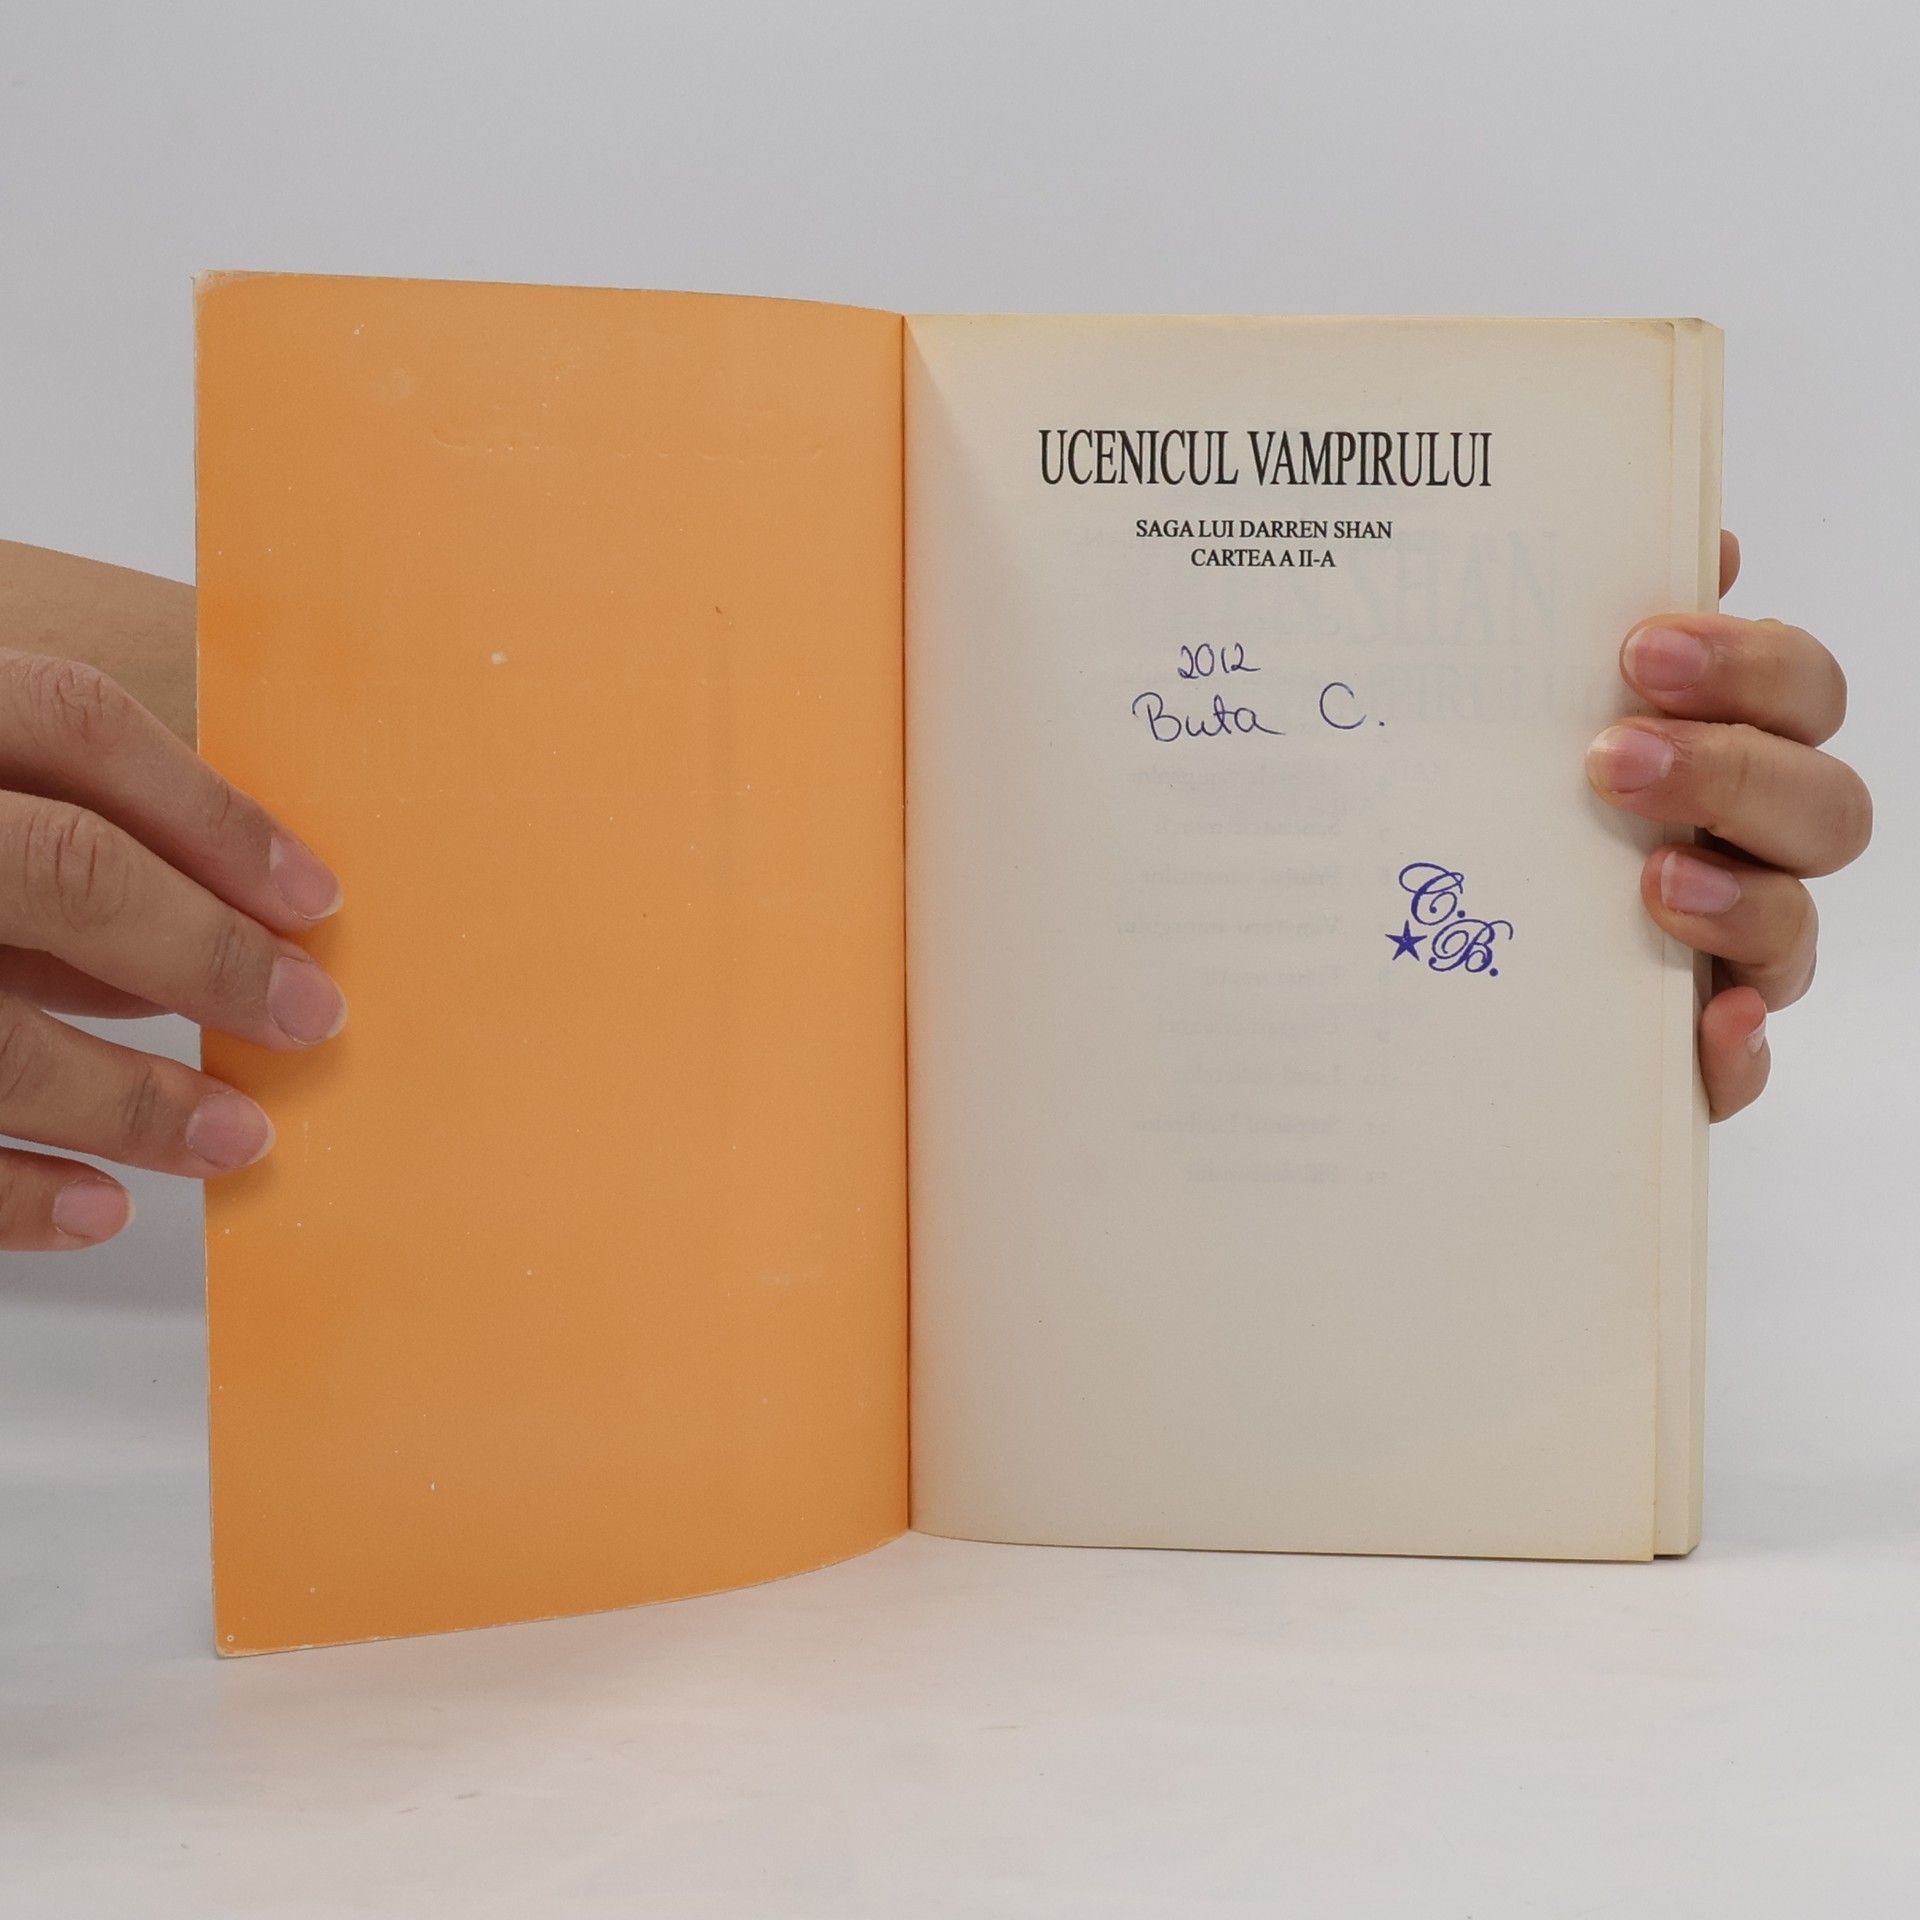 UCENICUL VAMPIRULUI
SAGA LUI DARREN SHAN
CARTEA A II-A
2012
Buta C.
C.
B.